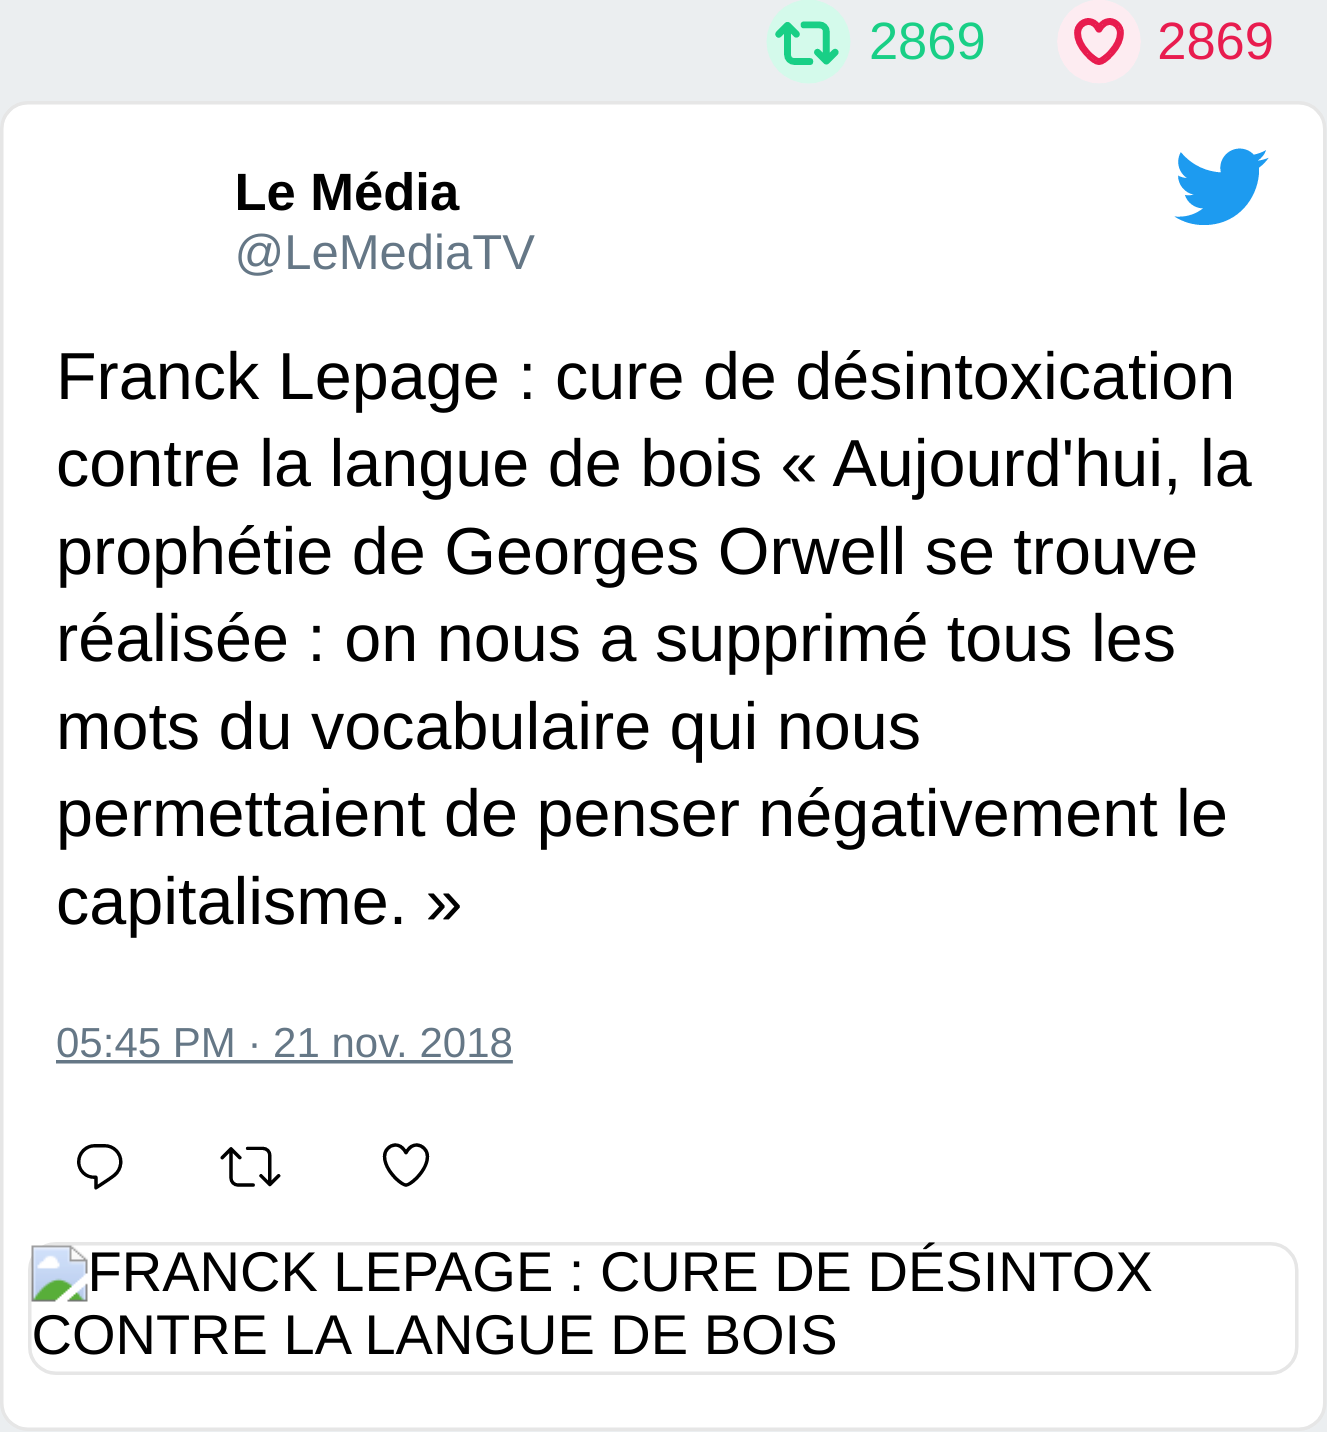 2869 2869
Le Média
@LeMediaTV
Franck Lepage : cure de désintoxication
contre la langue de bois « Aujourd'hui, la
prophétie de Georges Orwell se trouve
réalisée : on nous a supprimé tous les
mots du vocabulaire qui nous
permettaient de penser négativement le
capitalisme. »
05:45 PM · 21 nov. 2018
FRANCK LEPAGE : CURE DE DÉSINTOX
CONTRE LA LANGUE DE BOIS